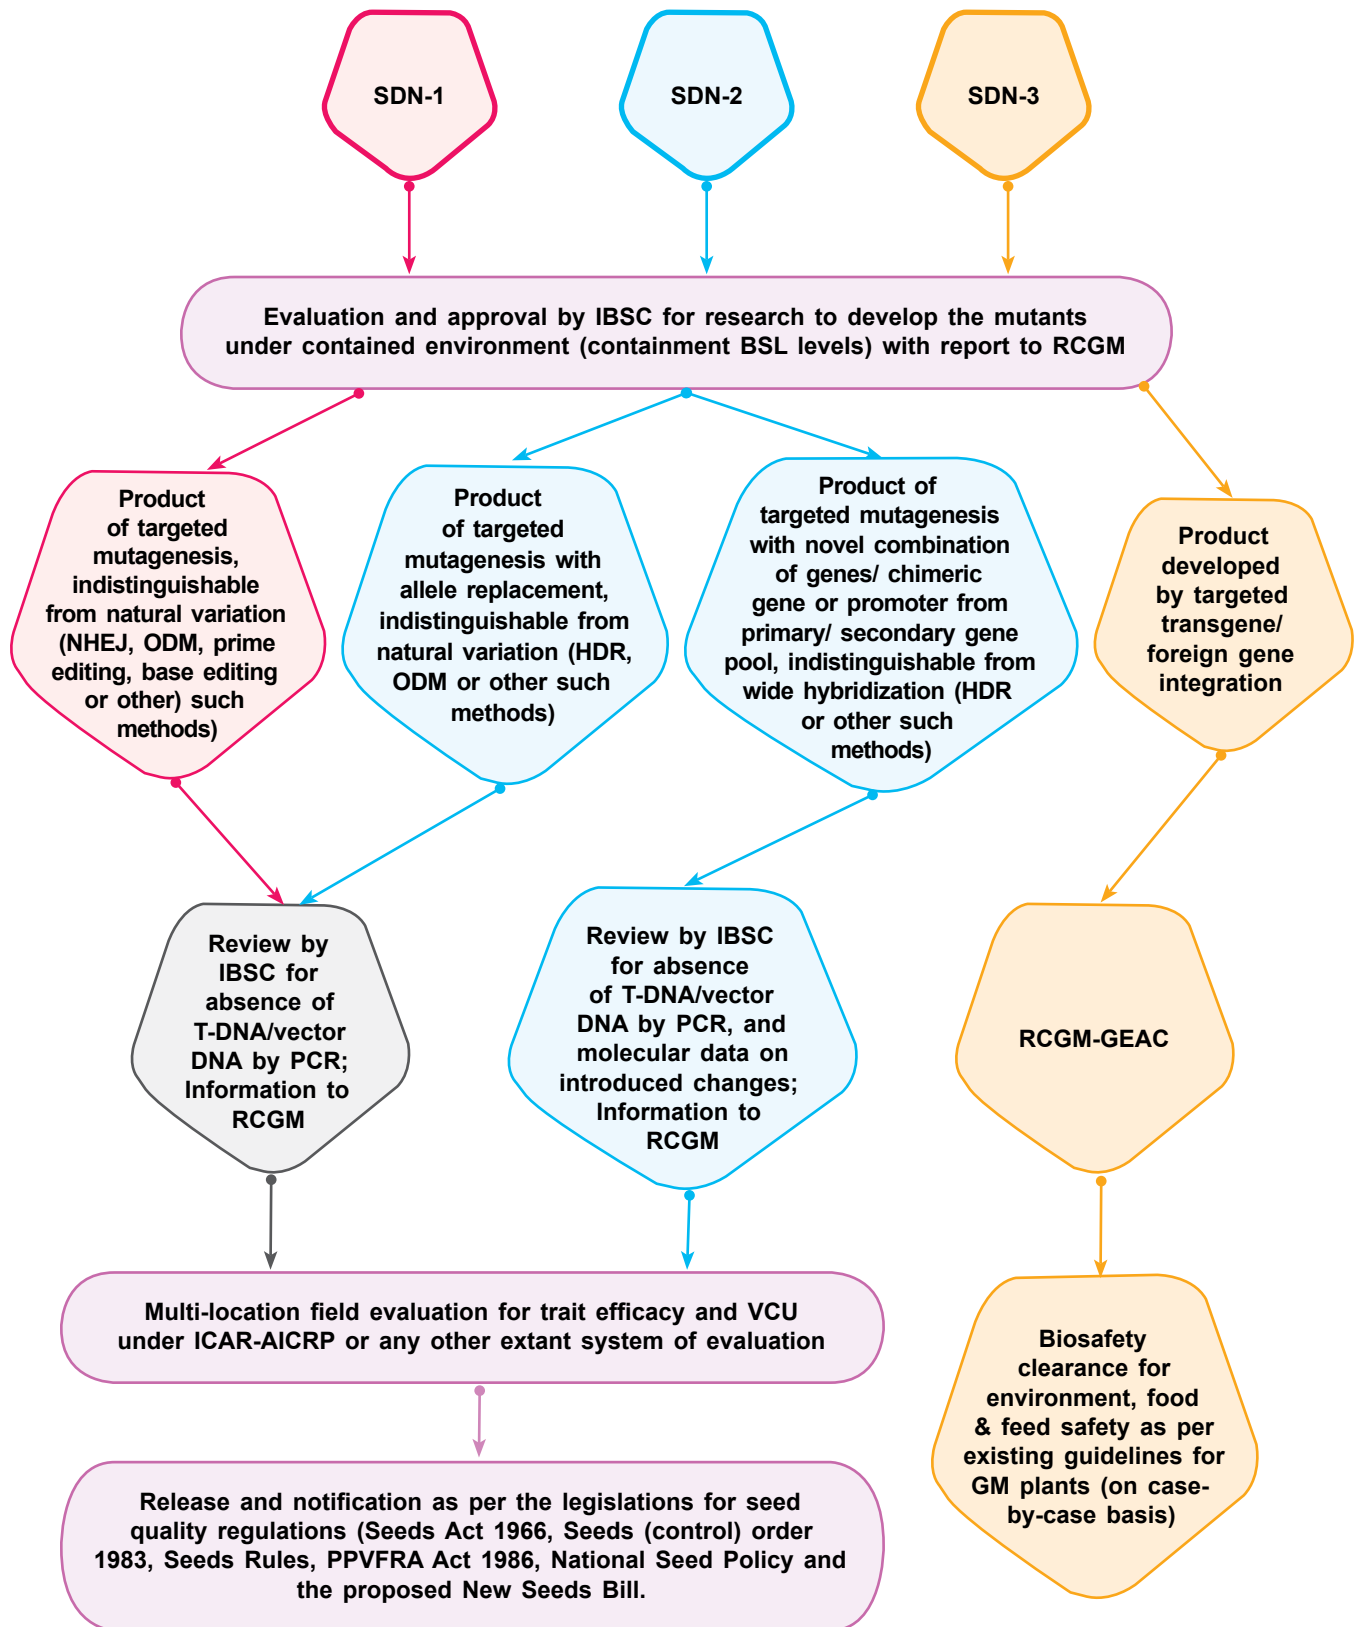 SDN-1
SDN-2
SDN-3
Evaluation and approval by IBSC for research to develop the mutants
under contained environment (containment BSL levels) with report to RCGM
Product
of targeted
mutagenesis,
indistinguishable
from natural variation
(NHEJ, ODM, prime
editing, base editing
or other) such
methods)
Product
of targeted
mutagenesis with
allele replacement,
indistinguishable from
natural variation (HDR,
ODM or other such
methods)
Product of
targeted mutagenesis
with novel combination
of genes/ chimeric
gene or promoter from
primary/ secondary gene
pool, indistinguishable from
wide hybridization (HDR
or other such
methods)
Product
developed
by targeted
transgene/
foreign gene
integration
Review by
IBSC for
absence of
T-DNA/vector
DNA by PCR;
Information to
RCGM
Review by IBSC
for absence
of T-DNA/vector
DNA by PCR, and
molecular data on
introduced changes;
Information to
RCGM
RCGM-GEAC
Multi-location field evaluation for trait efficacy and VCU
under ICAR-AICRP or any other extant system of evaluation
Biosafety
clearance for
environment, food
& feed safety as per
existing guidelines for
GM plants (on case-
by-case basis)
Release and notification as per the legislations for seed
quality regulations (Seeds Act 1966, Seeds (control) order
1983, Seeds Rules, PPVFRA Act 1986, National Seed Policy and
the proposed New Seeds Bill.